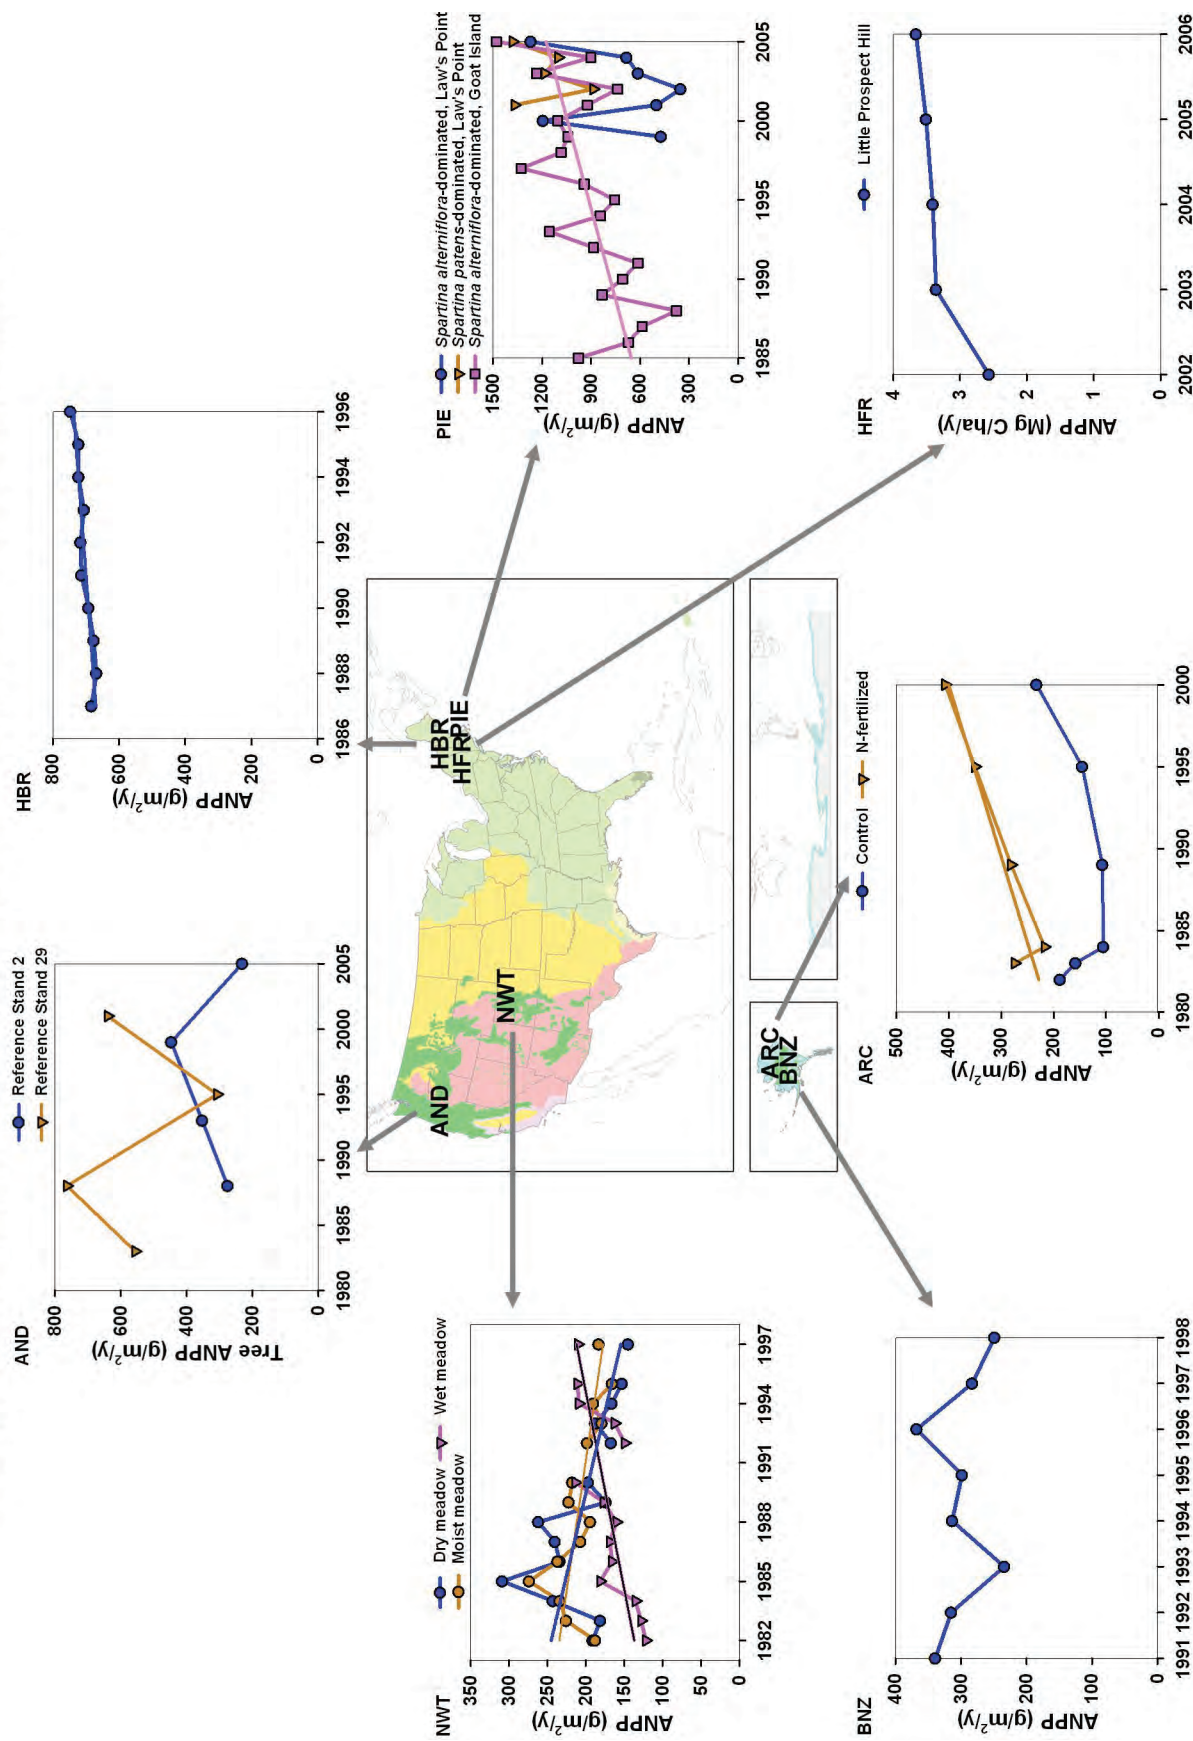 AND
Reference Stand 2
Reference Stand 29
Tree ANPP (g/m²/y)
800
600
400
200
0
1980
1985
1990
1995
2000
2005
HBR
ANPP (g/m²/y)
800
600
400
200
0
1986
1988
1990
1992
1994
1996
NWT
Dry meadow
Wet meadow
Moist meadow
ANPP (g/m²/y)
350
300
250
200
150
100
50
0
1982
1985
1988
1991
1994
1997
AND
NWT
HBR
HFR
PIE
ARC
BNZ
PIE
Spartina alterniflora-dominated, Law's Point
Spartina patens-dominated, Law's Point
Spartina alterniflora-dominated, Goat Island
ANPP (g/m²/y)
1500
1200
900
600
300
0
1985
1990
1995
2000
2005
BNZ
ANPP (g/m²/y)
400
300
200
100
0
1991 1992 1993 1994 1995 1996 1997 1998
ARC
Control
N-fertilized
ANPP (g/m²/y)
500
400
300
200
100
0
1980
1985
1990
1995
2000
HFR
Little Prospect Hill
ANPP (Mg C/ha/y)
4
3
2
1
0
2002
2003
2004
2005
2006